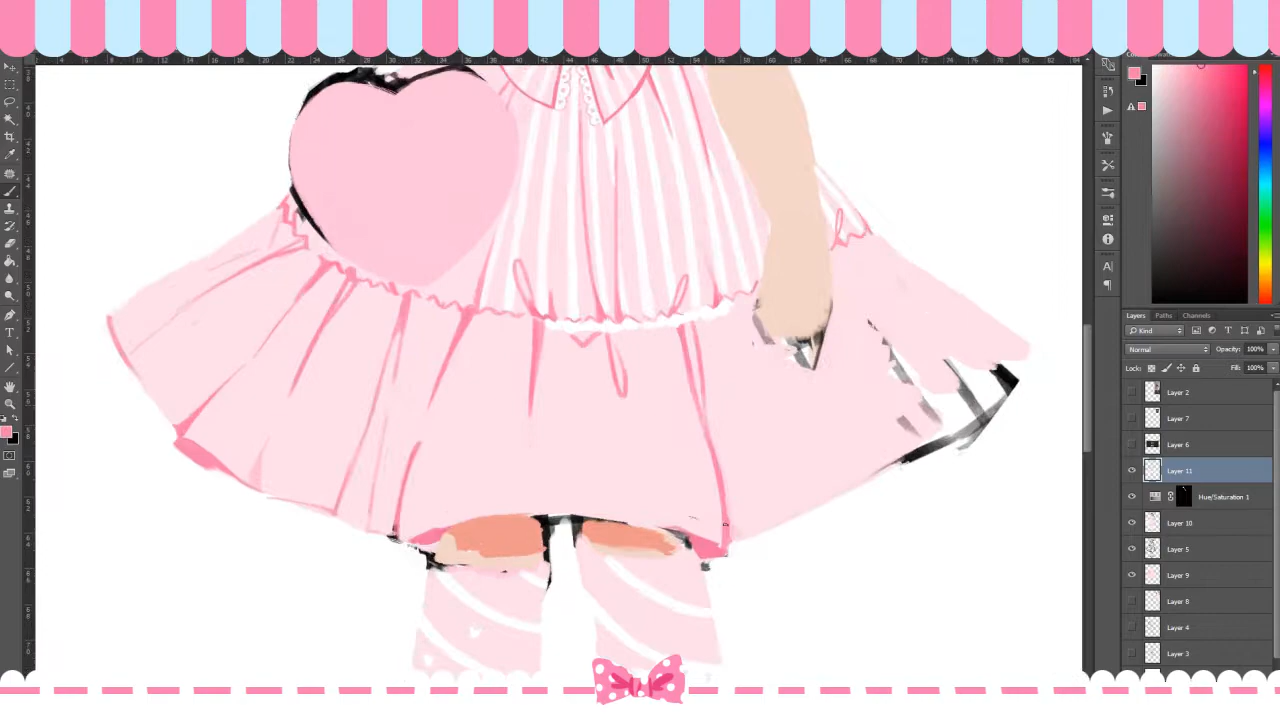 Layers Paths Channels
Kind
Normal Opacity: 100%
Lock: Fill: 100%
Layer 2
Layer 7
Layer 6
Layer 11
Hue/Saturation 1
Layer 10
Layer 5
Layer 9
Layer 8
Layer 4
Layer 3